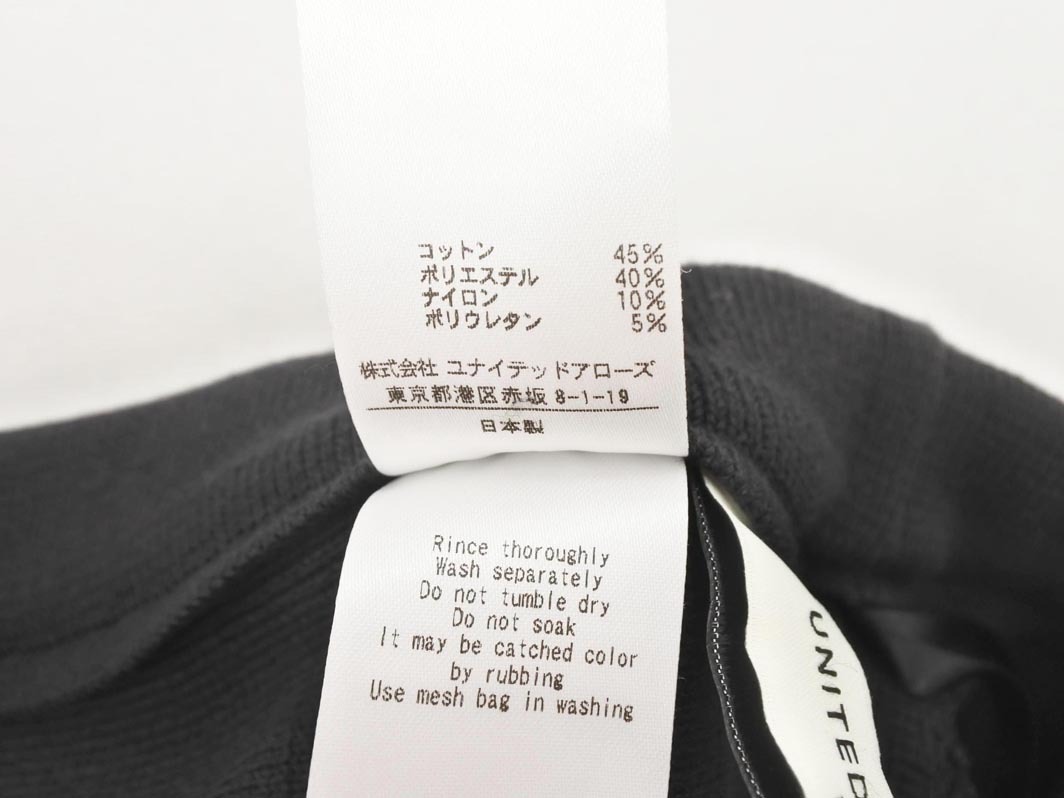 コットン 45%
ポリエステル 40%
ナイロン 10%
ポリウレタン 5%
株式会社 ユナイテッドアローズ
東京都港区赤坂 8-1-19
日本製
Rince thoroughly
Wash separately
Do not tumble dry
Do not soak
It may be catched color
by rubbing
Use mesh bag in washing
UNITED